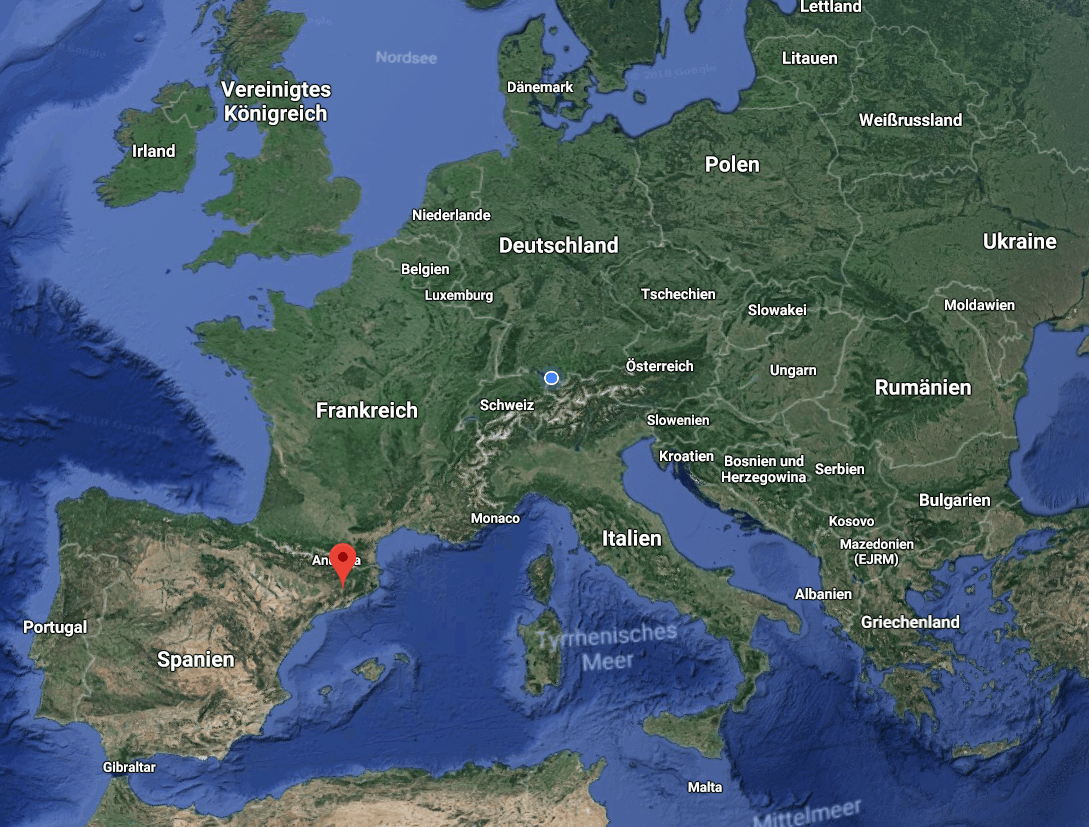 Lettland
Nordsee
Litauen
Dänemark
Vereinigtes
Königreich
Weißrussland
Irland
Polen
Niederlande
Deutschland
Ukraine
Belgien
Luxemburg
Tschechien
Slowakei
Moldawien
Österreich
Ungarn
Rumänien
Schweiz
Frankreich
Slowenien
Kroatien
Bosnien und
Herzegowina
Serbien
Bulgarien
Monaco
Kosovo
Italien
Mazedonien
(EJRM)
Albanien
Griechenland
Portugal
Tyrrhenisches
Meer
Spanien
Gibraltar
Malta
Mittelmeer